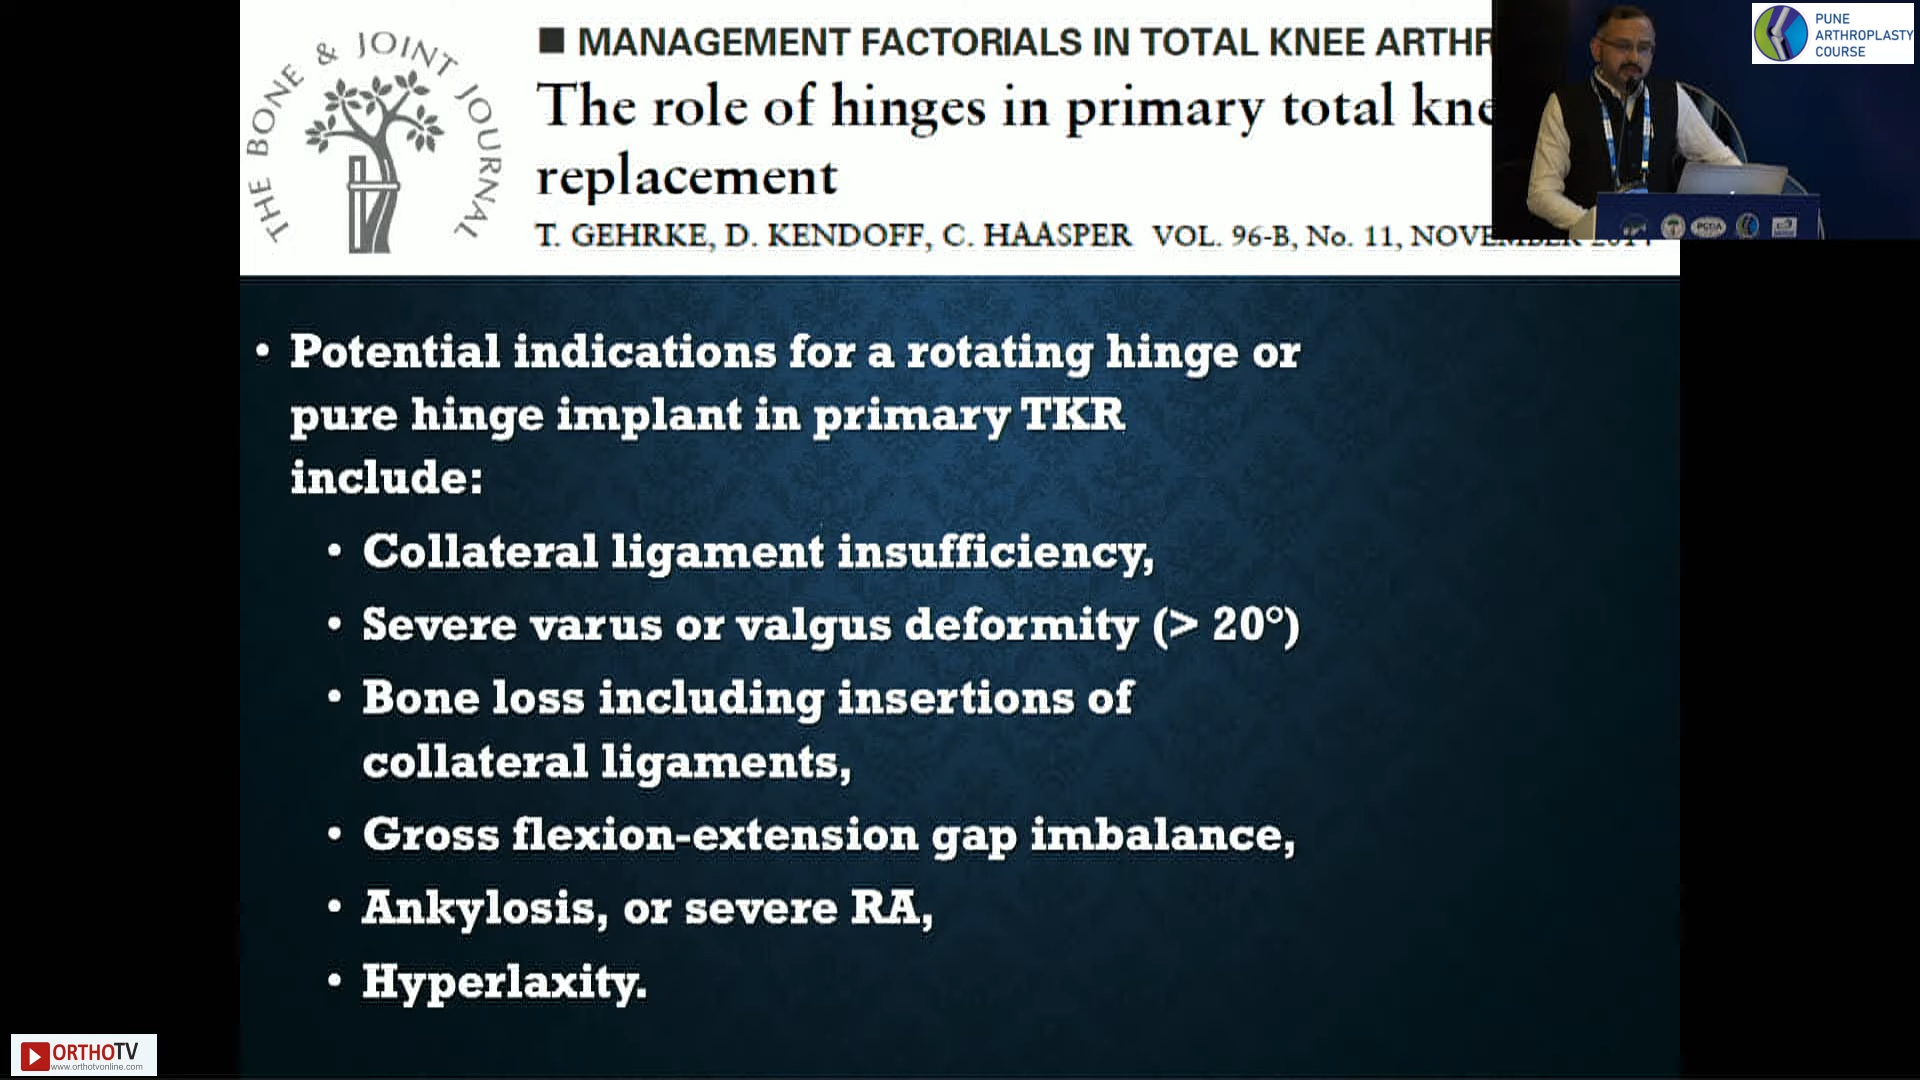 THE BONE & JOINT JOURNAL
■ MANAGEMENT FACTORIALS IN TOTAL KNEE
The role of hinges in primary total
replacement
T. GEHRKE, D. KENDOFF, C. HAASPER VOL. 96-B, No. 11,
PUNE
ARTHROPLASTY
COURSE
• Potential indications for a rotating hinge or
pure hinge implant in primary TKR
include:
• Collateral ligament insufficiency,
• Severe varus or valgus deformity (> 20°)
• Bone loss including insertions of
collateral ligaments,
• Gross flexion-extension gap imbalance,
• Ankylosis, or severe RA,
• Hyperlaxity.
ORTHOTV
www.orthotvonline.com